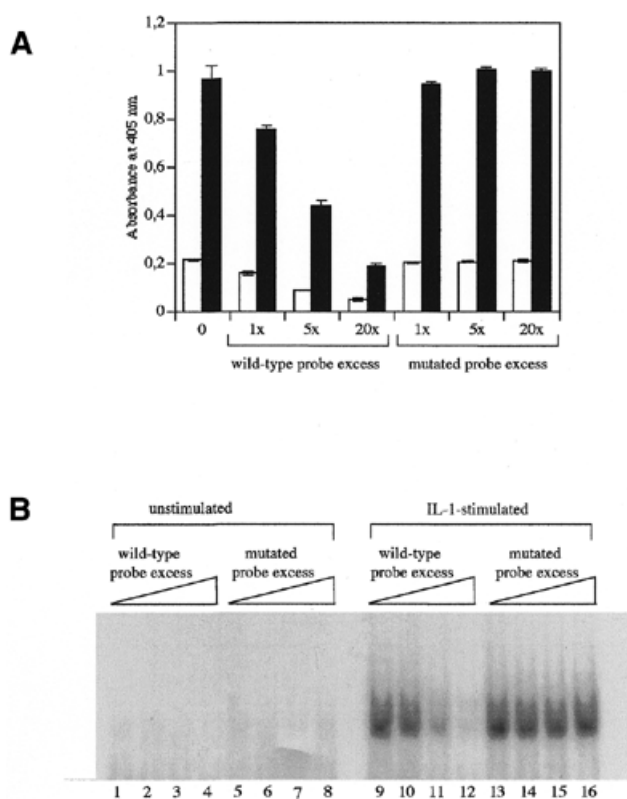 A
Absorbance at 405 nm
1,2
1
0,8
0,6
0,4
0,2
0
0 1x 5x 20x 1x 5x 20x
wild-type probe excess mutated probe excess
B
unstimulated IL-1-stimulated
wild-type probe excess mutated probe excess wild-type probe excess mutated probe excess
1 2 3 4 5 6 7 8 9 10 11 12 13 14 15 16